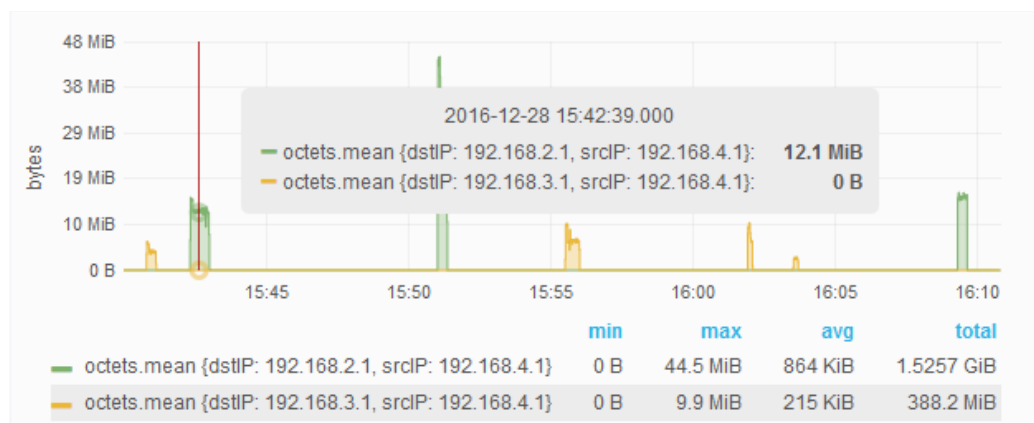 48 MiB
38 MiB
29 MiB
19 MiB
10 MiB
0 B
bytes
2016-12-28 15:42:39.000
octets.mean {dstIP: 192.168.2.1, srcIP: 192.168.4.1}: 12.1 MiB
octets.mean {dstIP: 192.168.3.1, srcIP: 192.168.4.1}: 0 B
15:45 15:50 15:55 16:00 16:05 16:10
min max avg total
octets.mean {dstIP: 192.168.2.1, srcIP: 192.168.4.1} 0 B 44.5 MiB 864 KiB 1.5257 GiB
octets.mean {dstIP: 192.168.3.1, srcIP: 192.168.4.1} 0 B 9.9 MiB 215 KiB 388.2 MiB